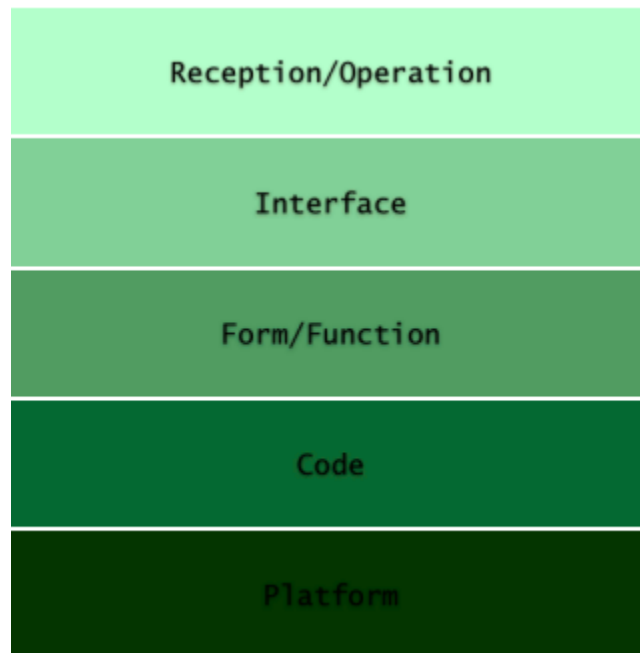 Reception/Operation
Interface
Form/Function
Code
Platform